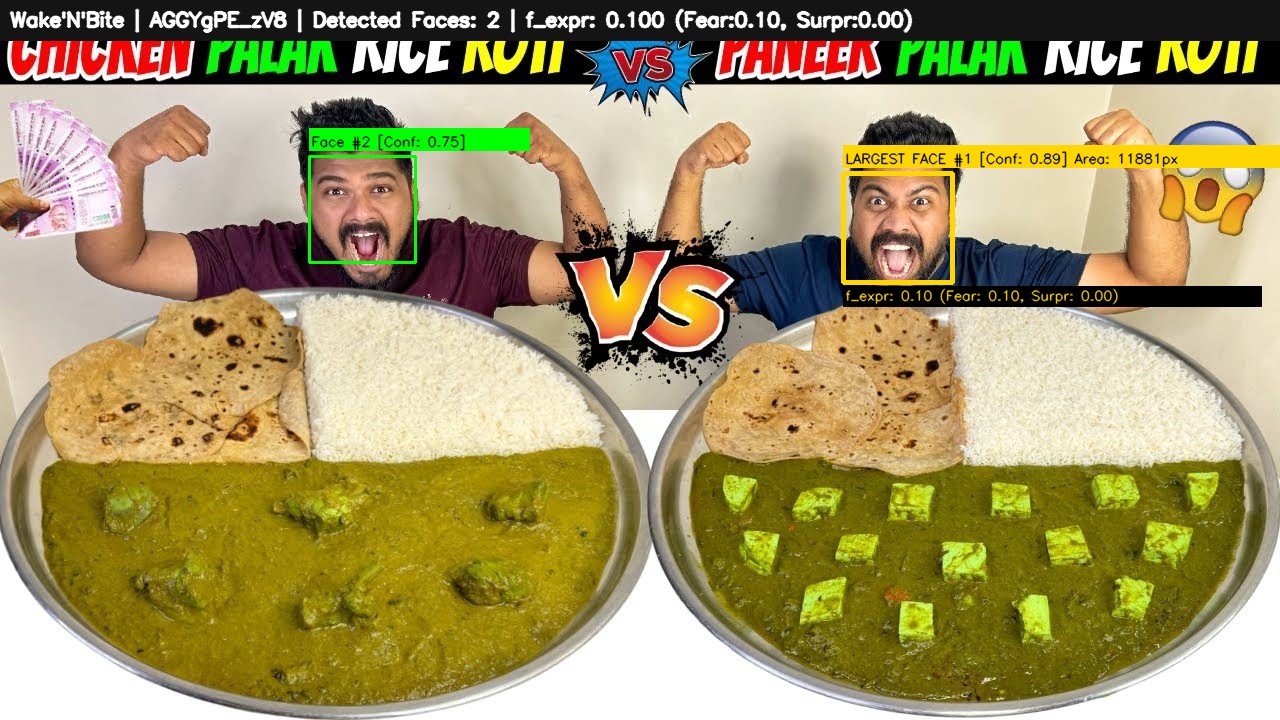 Wake'N'Bite | AGGYgPE_zV8 | Detected Faces: 2 | f_expr: 0.100 (Fear:0.10, Surpr:0.00)
CHICKEN PALAK RICE ROTI VS PANEER PALAK RICE ROTI
Face #2 [Conf: 0.75]
LARGEST FACE #1 [Conf: 0.89] Area: 11881px
VS
f_expr: 0.10 (Fear: 0.10, Surpr: 0.00)